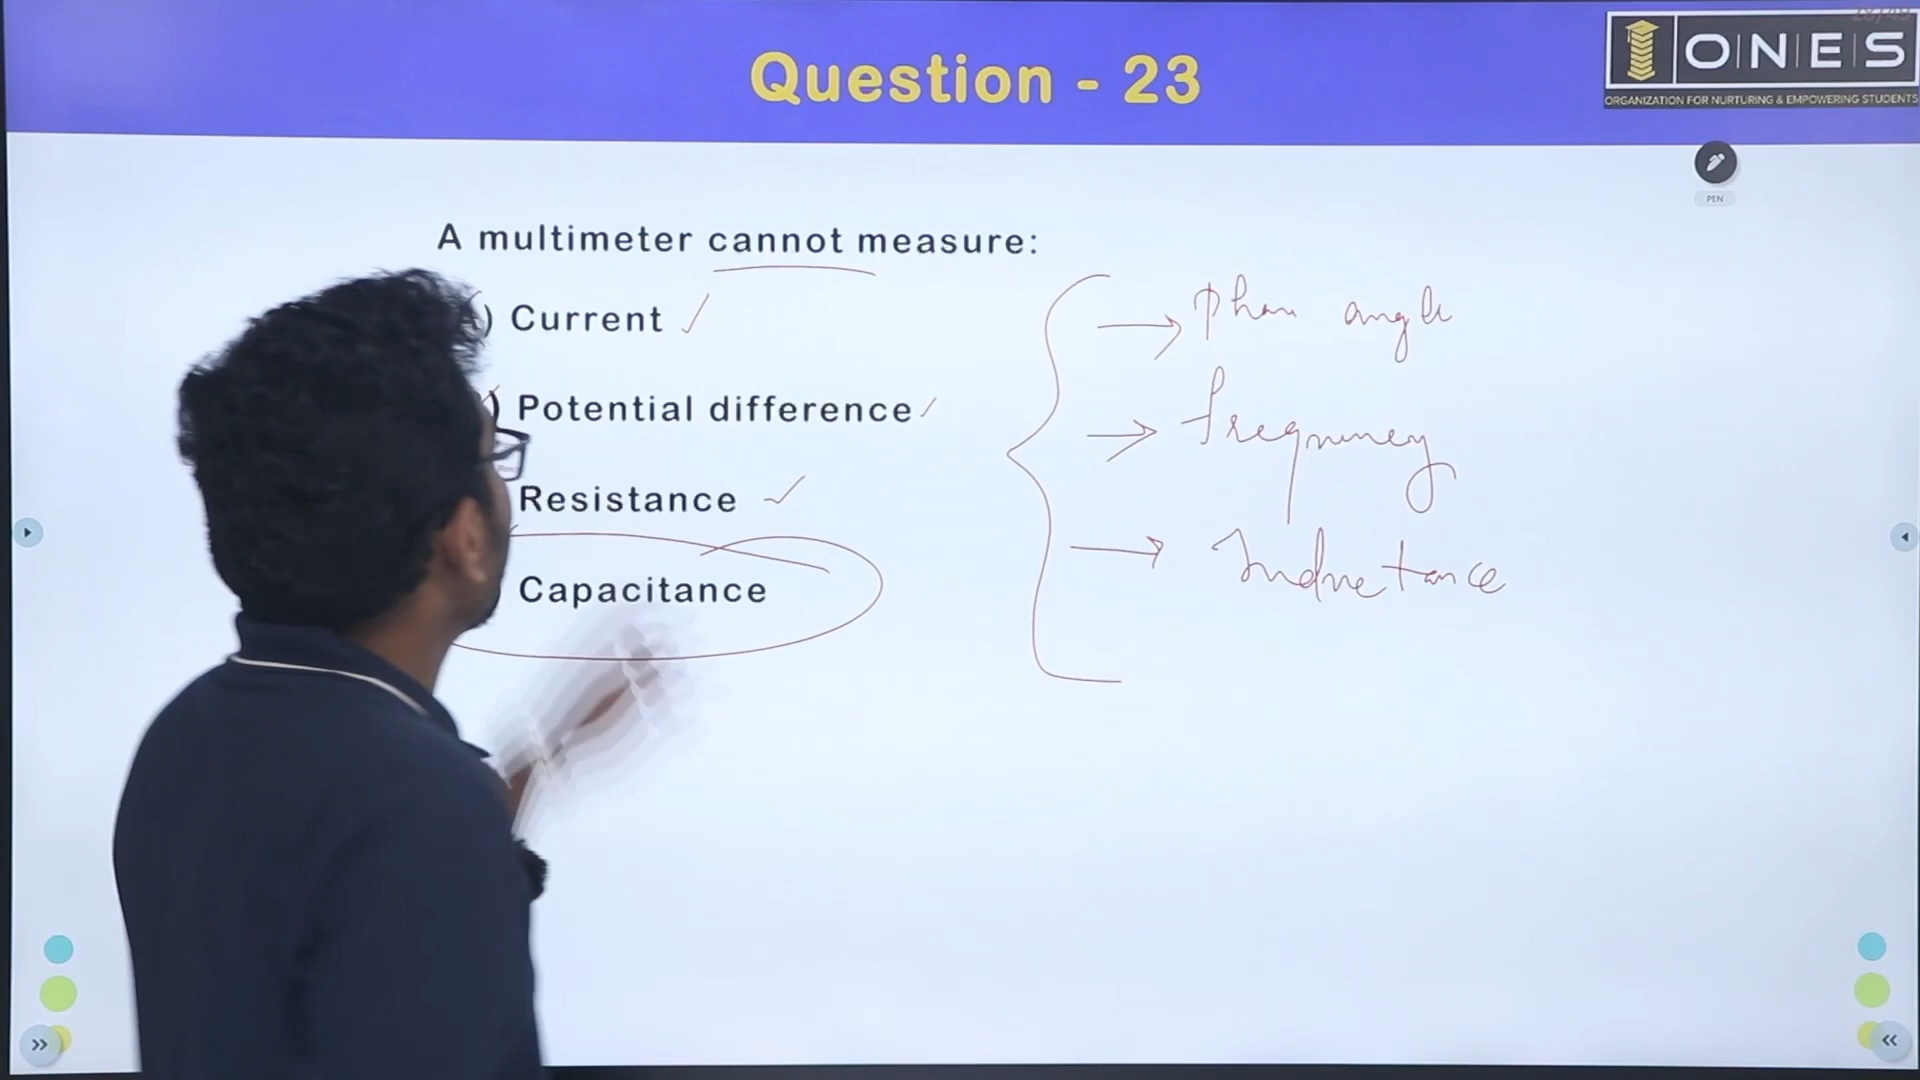 Question - 23
ONES
ORGANIZATION FOR NURTURING & EMPOWERING STUDENTS
PEN
A multimeter cannot measure:
) Current
) Potential difference
Resistance
Capacitance
angle
frequency
Inductance